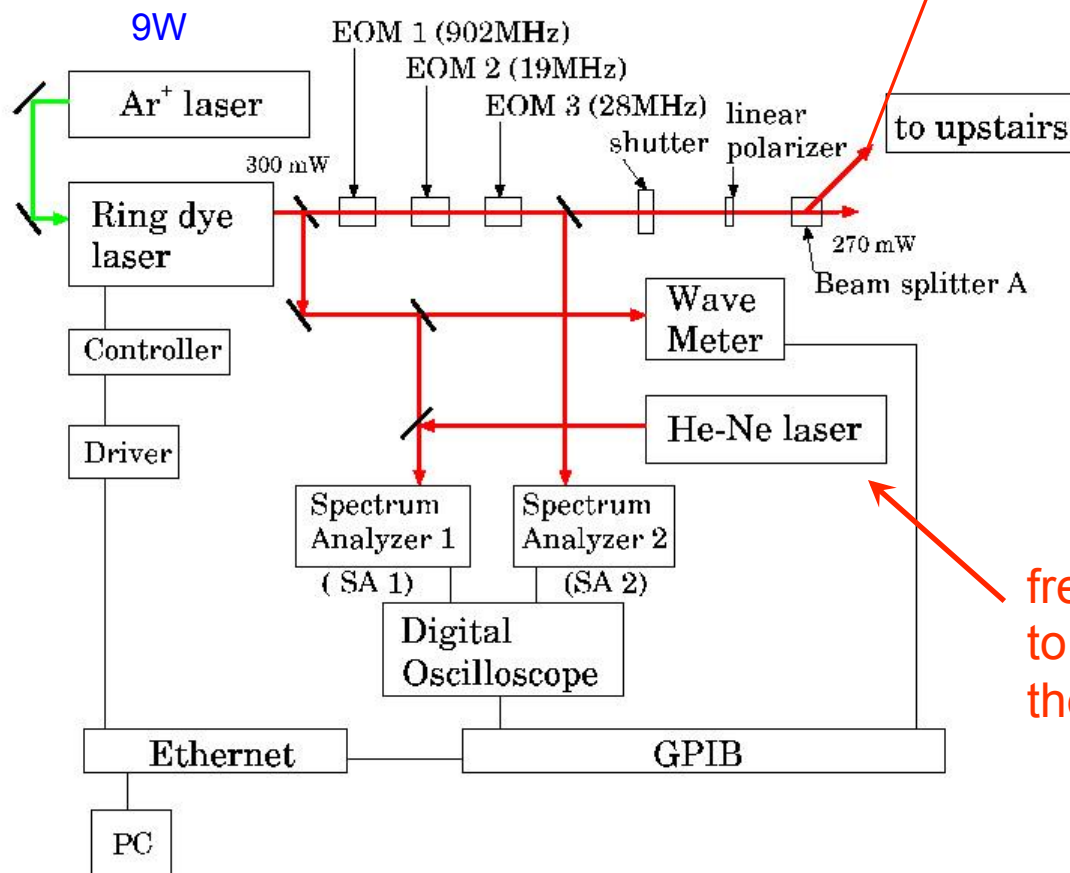 9W
EOM 1 (902MHz)
EOM 2 (19MHz)
EOM 3 (28MHz)
Ar+ laser
shutter
linear
polarizer
to upstairs
300 mW
Ring dye
laser
270 mW
Beam splitter A
Wave
Meter
Controller
He-Ne laser
Driver
Spectrum
Analyzer 1
( SA 1)
Spectrum
Analyzer 2
(SA 2)
Digital
Oscilloscope
to
Ethernet
GPIB
PC